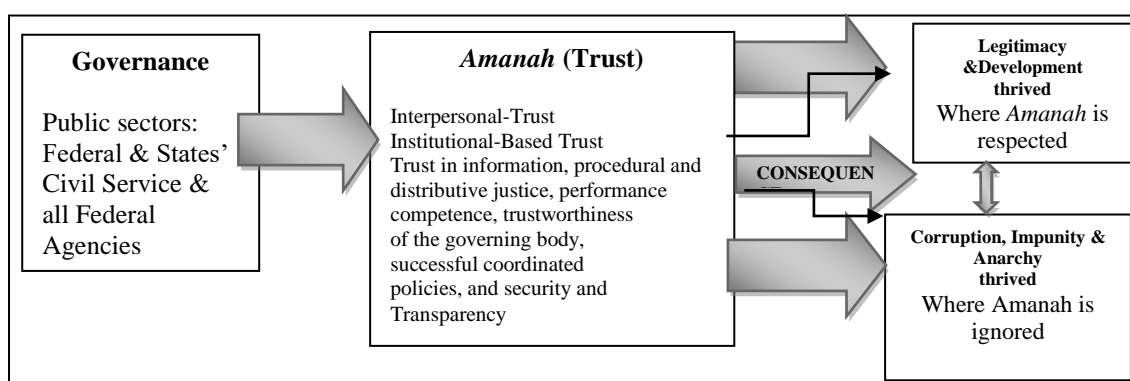 Governance
Public sectors:
Federal & States’
Civil Service &
all Federal
Agencies
Amanah (Trust)
Interpersonal-Trust
Institutional-Based Trust
Trust in information, procedural and
distributive justice, performance
competence, trustworthiness
of the governing body,
successful coordinated
policies, and security and
Transparency
CONSEQUEN
Legitimacy
&Development
thrived
Where Amanah is
respected
Corruption, Impunity &
Anarchy
thrived
Where Amanah is
ignored